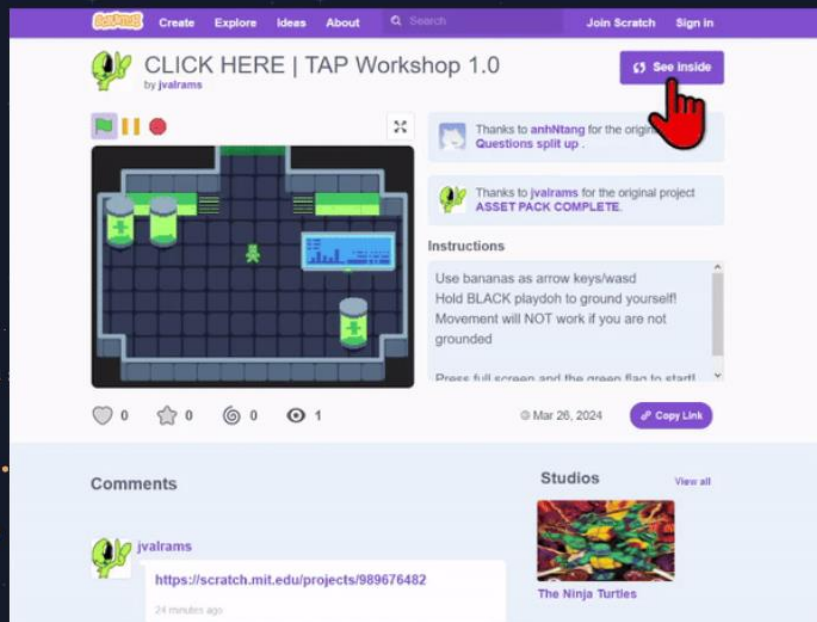 SCRATCH Create Explore Ideas About Search Join Scratch Sign in
CLICK HERE | TAP Workshop 1.0
by jvalrams
See inside
Thanks to anhNtang for the original
Questions split up .
Thanks to jvalrams for the original project
ASSET PACK COMPLETE.
Instructions
Use bananas as arrow keys/wasd
Hold BLACK playdoh to ground yourself!
Movement will NOT work if you are not
grounded
Press full screen and the green flag to start!
0 0 0 1
© Mar 26, 2024
Copy Link
Comments
Studios
View all
jvalrams
https://scratch.mit.edu/projects/989676482
24 minutes ago
The Ninja Turtles